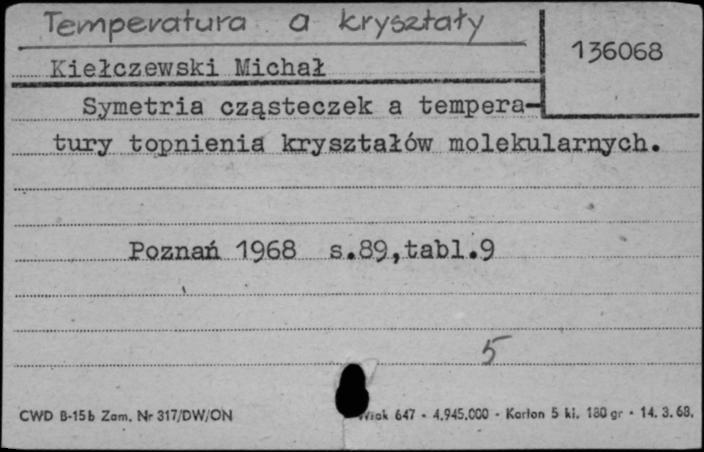 Temperatura a kryształy
136068
Kiełczewski Michał
Symetria cząsteczek a tempera-
tury topnienia kryształów molekularnych.
Poznań 1968 s.89,tabl.9
5
CWD B-15b Zam. Nr 317/DW/ON 647 - 4.945.000 - Karton 5 kl. 180 gr - 14. 3. 68.